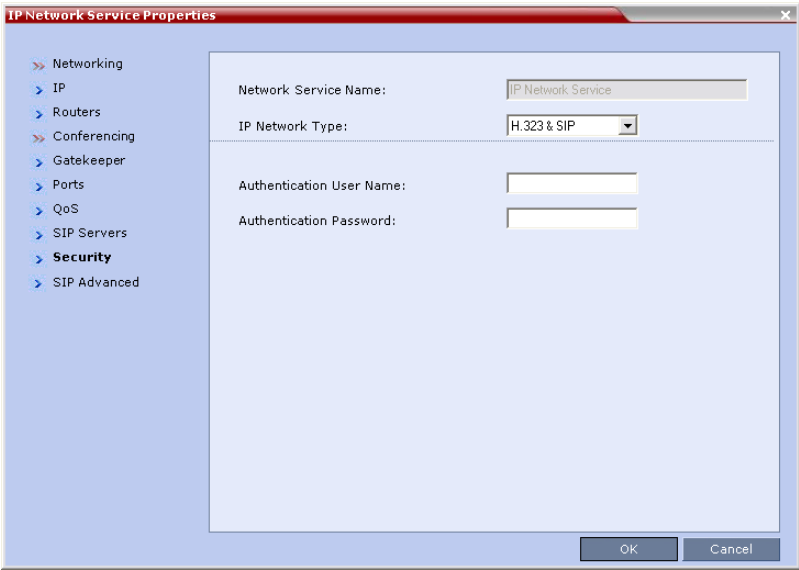 IP Network Service Properties
Networking
IP
Routers
Conferencing
Gatekeeper
Ports
QoS
SIP Servers
Security
SIP Advanced
Network Service Name: IP Network Service
IP Network Type: H.323 & SIP
Authentication User Name:
Authentication Password:
OK Cancel